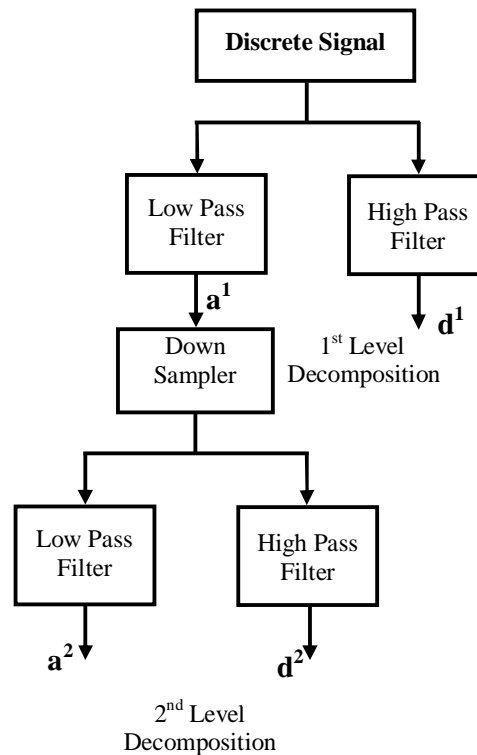 Discrete Signal
Low Pass
Filter
High Pass
Filter
a¹
d¹
Down
Sampler
1st Level
Decomposition
Low Pass
Filter
High Pass
Filter
a²
d²
2nd Level
Decomposition